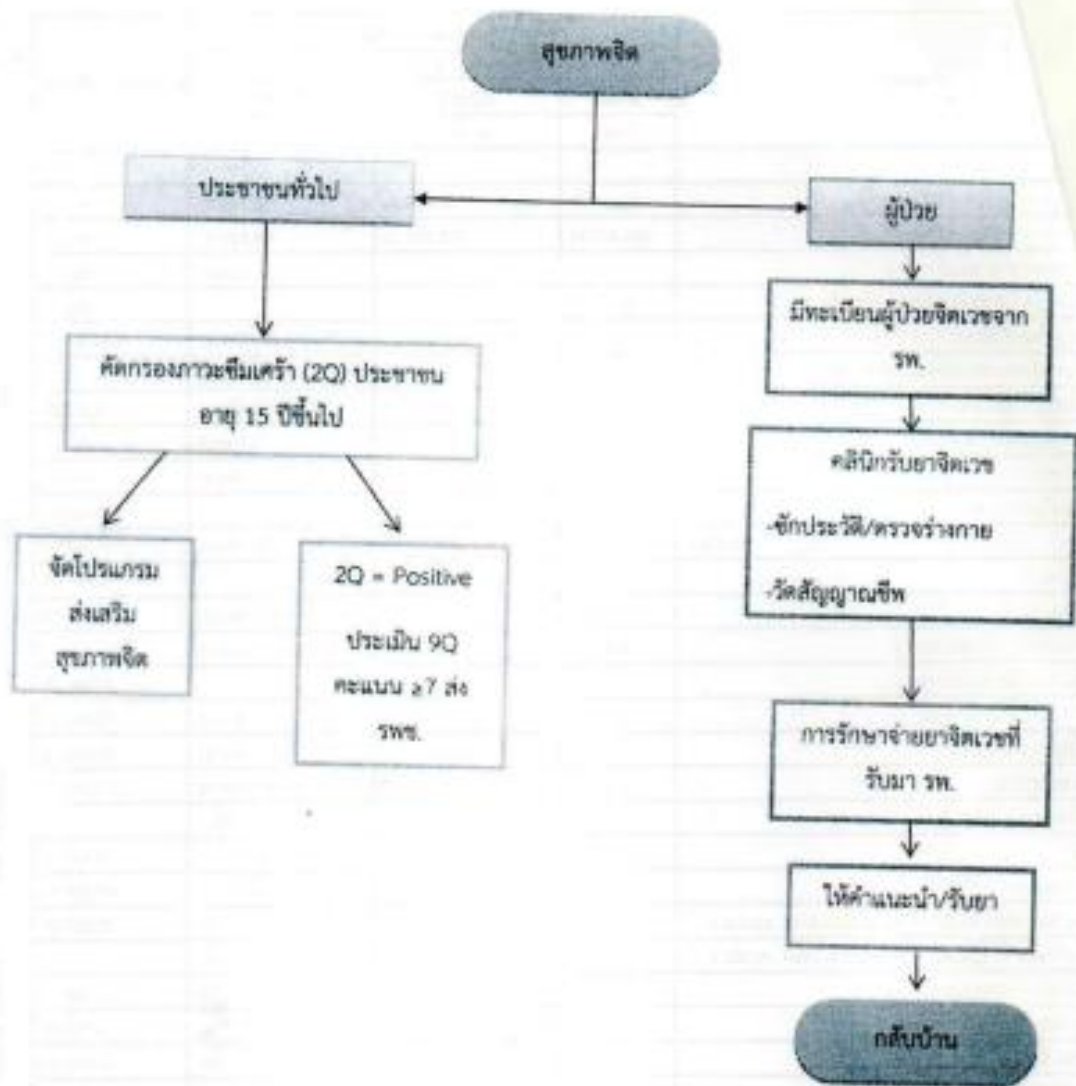 สุขภาพจิต
ประชาชนทั่วไป
ผู้ป่วย
คัดกรองภาวะซึมเศร้า (2Q) ประชาชน
อายุ 15 ปีขึ้นไป
จัดโปรแกรม
ส่งเสริม
สุขภาพจิต
2Q = Positive
ประเมิน 9Q
คะแนน ≥7 ส่ง
รพช.
มีทะเบียนผู้ป่วยจิตเวชจาก
รพ.
คลินิกรับยาจิตเวช
-ซักประวัติ/ตรวจร่างกาย
-วัดสัญญาณชีพ
การรักษาจ่ายยาจิตเวชที่
รับมา รพ.
ให้คำแนะนำ/รับยา
กลับบ้าน